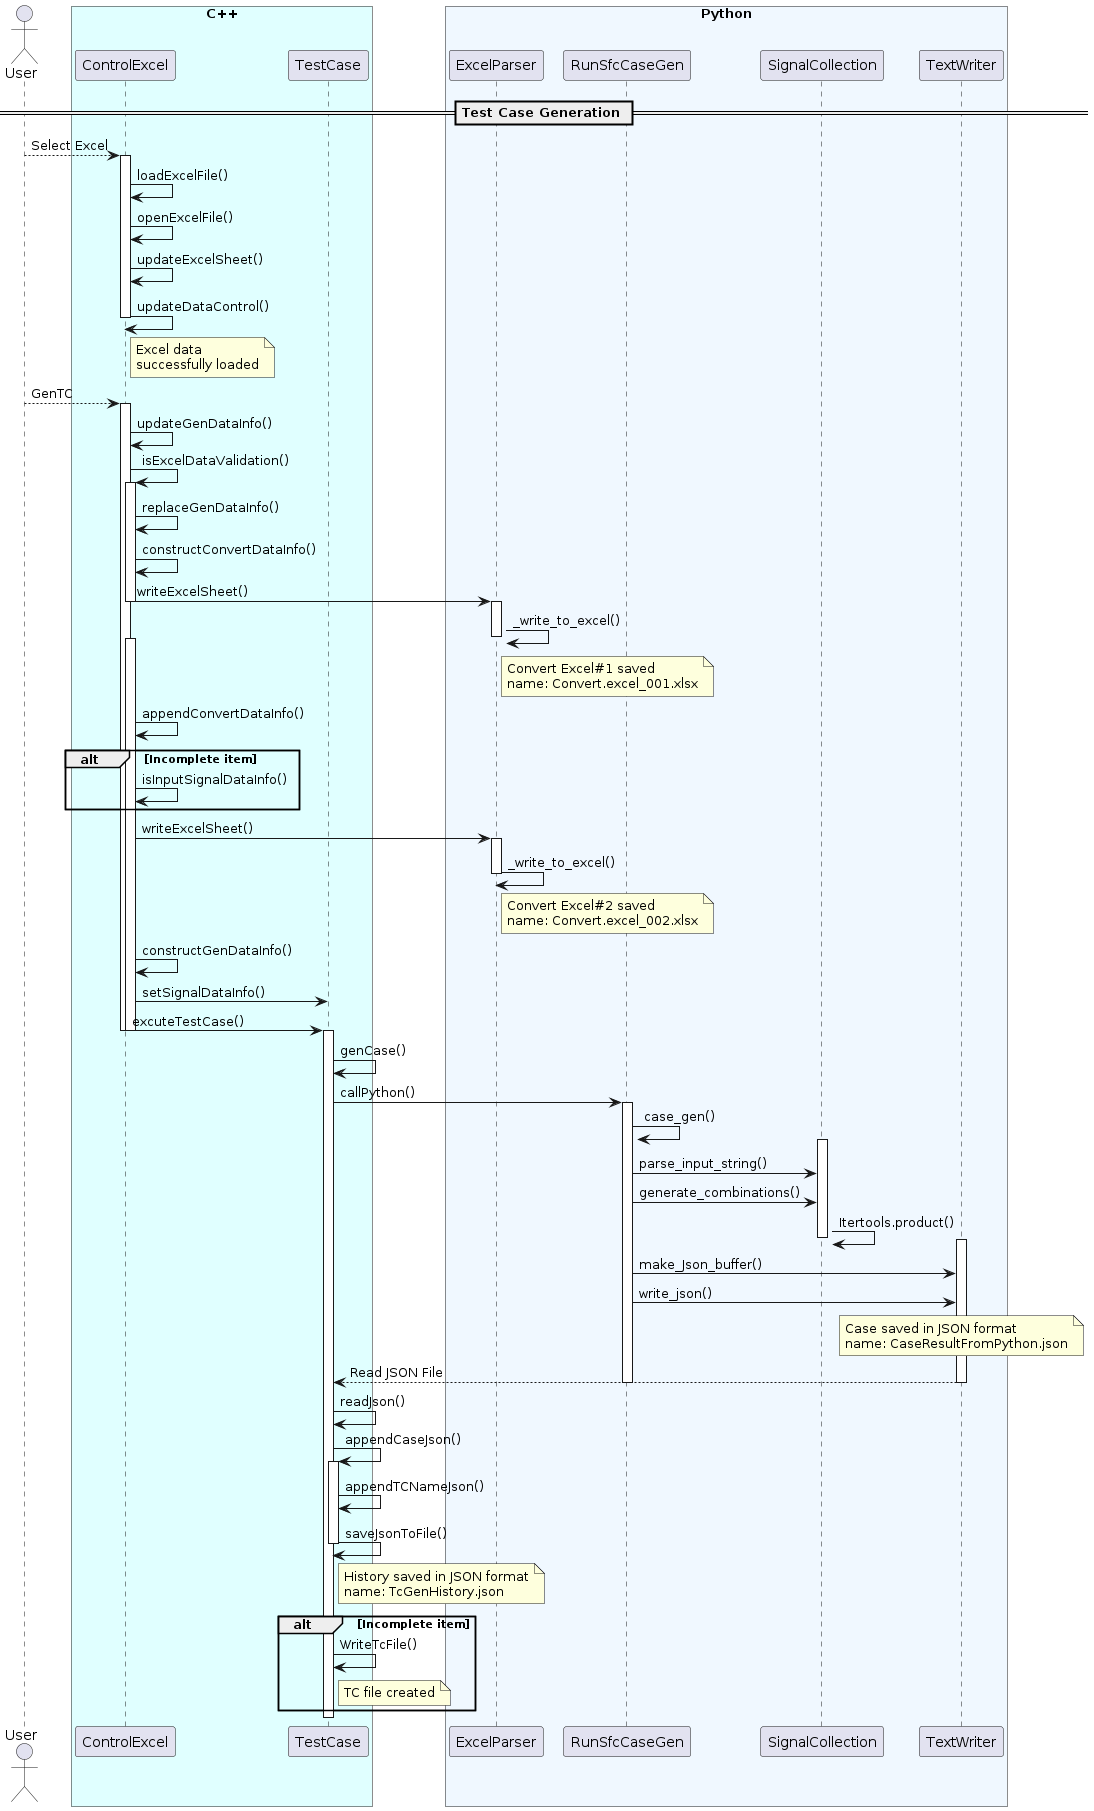 C++
Python
User
ControlExcel
TestCase
ExcelParser
RunSfcCaseGen
SignalCollection
TextWriter
Test Case Generation
Select Excel
loadExcelFile()
openExcelFile()
updateExcelSheet()
updateDataControl()
Excel data
successfully loaded
GenTC
updateGenDataInfo()
isExcelDataValidation()
replaceGenDataInfo()
constructConvertDataInfo()
writeExcelSheet()
_write_to_excel()
Convert Excel#1 saved
name: Convert.excel_001.xlsx
appendConvertDataInfo()
alt
[Incomplete item]
isInputSignalDataInfo()
writeExcelSheet()
_write_to_excel()
Convert Excel#2 saved
name: Convert.excel_002.xlsx
constructGenDataInfo()
setSignalDataInfo()
excuteTestCase()
genCase()
callPython()
case_gen()
parse_input_string()
generate_combinations()
Itertools.product()
make_Json_buffer()
write_json()
Case saved in JSON format
name: CaseResultFromPython.json
Read JSON File
readJson()
appendCaseJson()
appendTCNameJson()
saveJsonToFile()
History saved in JSON format
name: TcGenHistory.json
alt
[Incomplete item]
WriteTcFile()
TC file created
User
ControlExcel
TestCase
ExcelParser
RunSfcCaseGen
SignalCollection
TextWriter